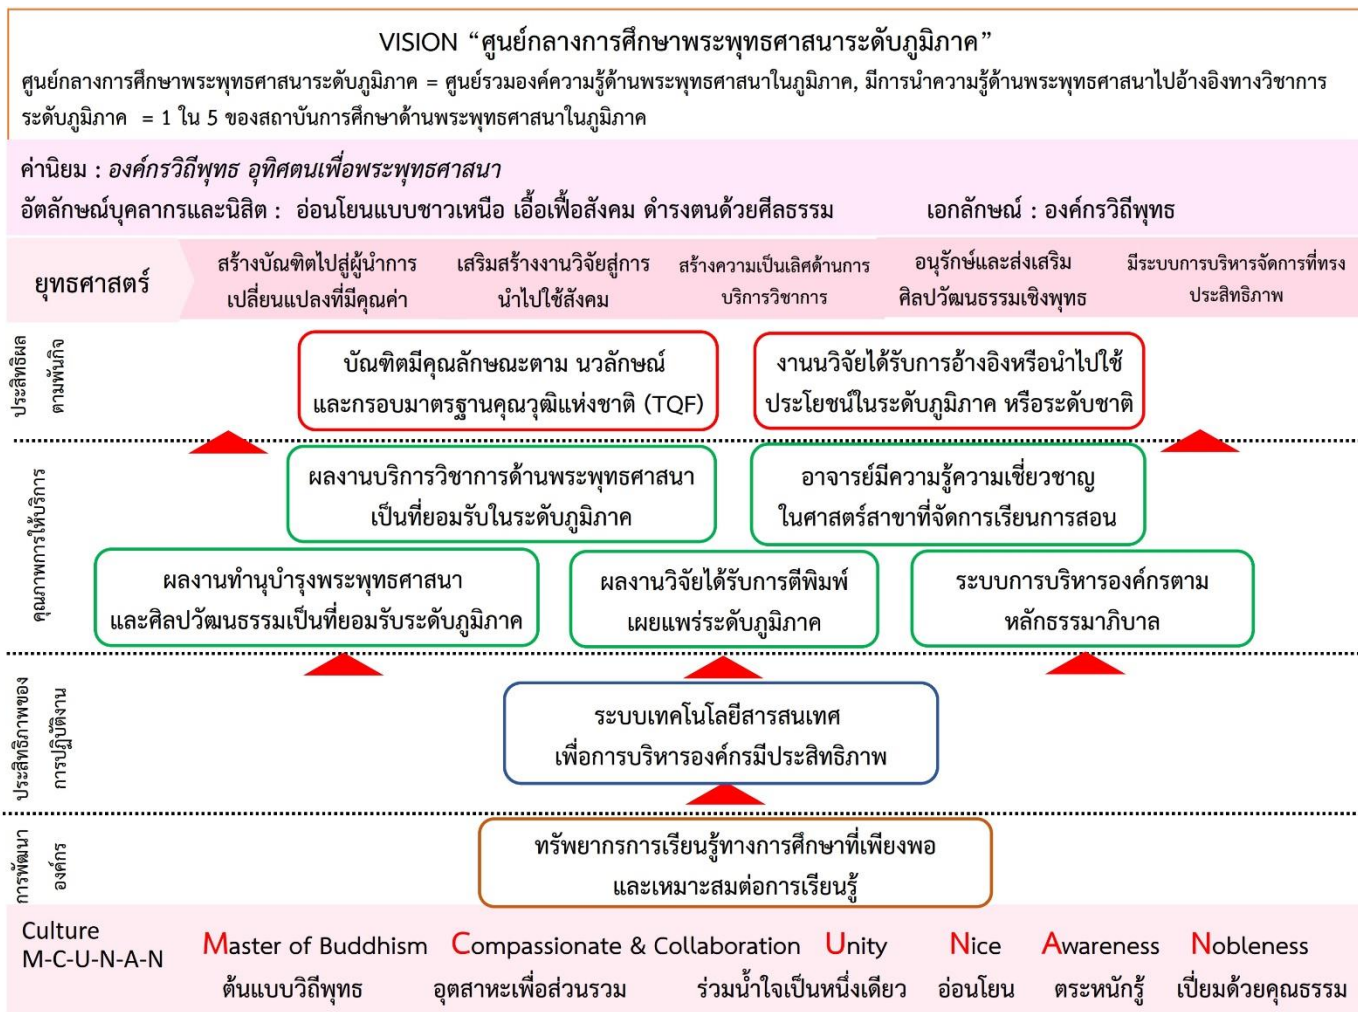 VISION “ศูนย์กลางการศึกษาพระพุทธศาสนาระดับภูมิภาค”
ศูนย์กลางการศึกษาพระพุทธศาสนาระดับภูมิภาค = ศูนย์รวมองค์ความรู้ด้านพระพุทธศาสนาในภูมิภาค, มีการนำความรู้ด้านพระพุทธศาสนาไปอ้างอิงทางวิชาการ
ระดับภูมิภาค = 1 ใน 5 ของสถาบันการศึกษาด้านพระพุทธศาสนาในภูมิภาค
ค่านิยม : องค์กรวิถีพุทธ อุทิศตนเพื่อพระพุทธศาสนา
อัตลักษณ์บุคลากรและนิสิต : อ่อนโยนแบบชาวเหนือ เอื้อเฟื้อสังคม ดำรงตนด้วยศีลธรรม เอกลักษณ์ : องค์กรวิถีพุทธ
ยุทธศาสตร์
สร้างบัณฑิตไปสู่ผู้นำการ
เปลี่ยนแปลงที่มีคุณค่า
เสริมสร้างงานวิจัยสู่การ
นำไปใช้สังคม
สร้างความเป็นเลิศด้านการ
บริการวิชาการ
อนุรักษ์และส่งเสริม
ศิลปวัฒนธรรมเชิงพุทธ
มีระบบการบริหารจัดการที่ทรง
ประสิทธิภาพ
ประสิทธิผล
ตามพันกิจ
บัณฑิตมีคุณลักษณะตาม นวลักษณ์
และกรอบมาตรฐานคุณวุฒิแห่งชาติ (TQF)
งานนวิจัยได้รับการอ้างอิงหรือนำไปใช้
ประโยชน์ในระดับภูมิภาค หรือระดับชาติ
คุณภาพการให้บริการ
ผลงานบริการวิชาการด้านพระพุทธศาสนา
เป็นที่ยอมรับในระดับภูมิภาค
อาจารย์มีความรู้ความเชี่ยวชาญ
ในศาสตร์สาขาที่จัดการเรียนการสอน
ผลงานทำนุบำรุงพระพุทธศาสนา
และศิลปวัฒนธรรมเป็นที่ยอมรับระดับภูมิภาค
ผลงานวิจัยได้รับการตีพิมพ์
เผยแพร่ระดับภูมิภาค
ระบบการบริหารองค์กรตาม
หลักธรรมาภิบาล
ประสิทธิภาพของ
การปฏิบัติงาน
ระบบเทคโนโลยีสารสนเทศ
เพื่อการบริหารองค์กรมีประสิทธิภาพ
การพัฒนา
องค์กร
ทรัพยากรการเรียนรู้ทางการศึกษาที่เพียงพอ
และเหมาะสมต่อการเรียนรู้
Culture
M-C-U-N-A-N
Master of Buddhism Compassionate & Collaboration Unity Nice Awareness Nobleness
ต้นแบบวิถีพุทธ อุตสาหะเพื่อส่วนรวม ร่วมน้ำใจเป็นหนึ่งเดียว อ่อนโยน ตระหนักรู้ เปี่ยมด้วยคุณธรรม